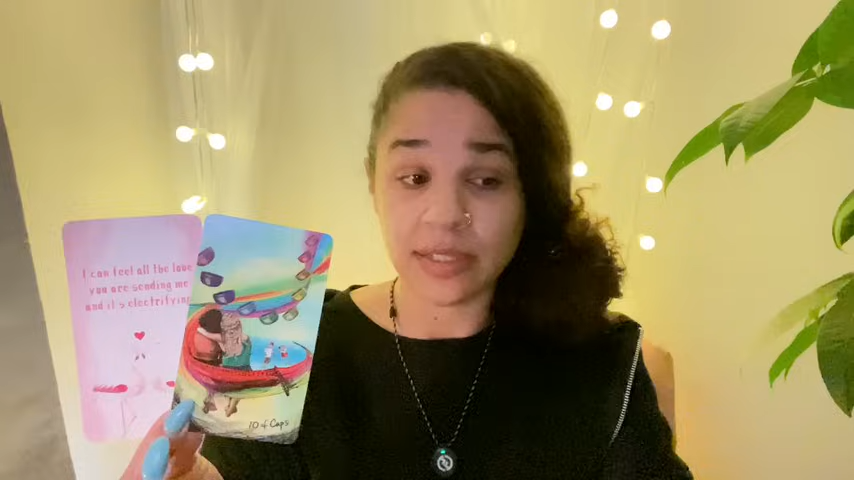 I can feel all the love
you are sending me
and it's electrifying
10 of Cups